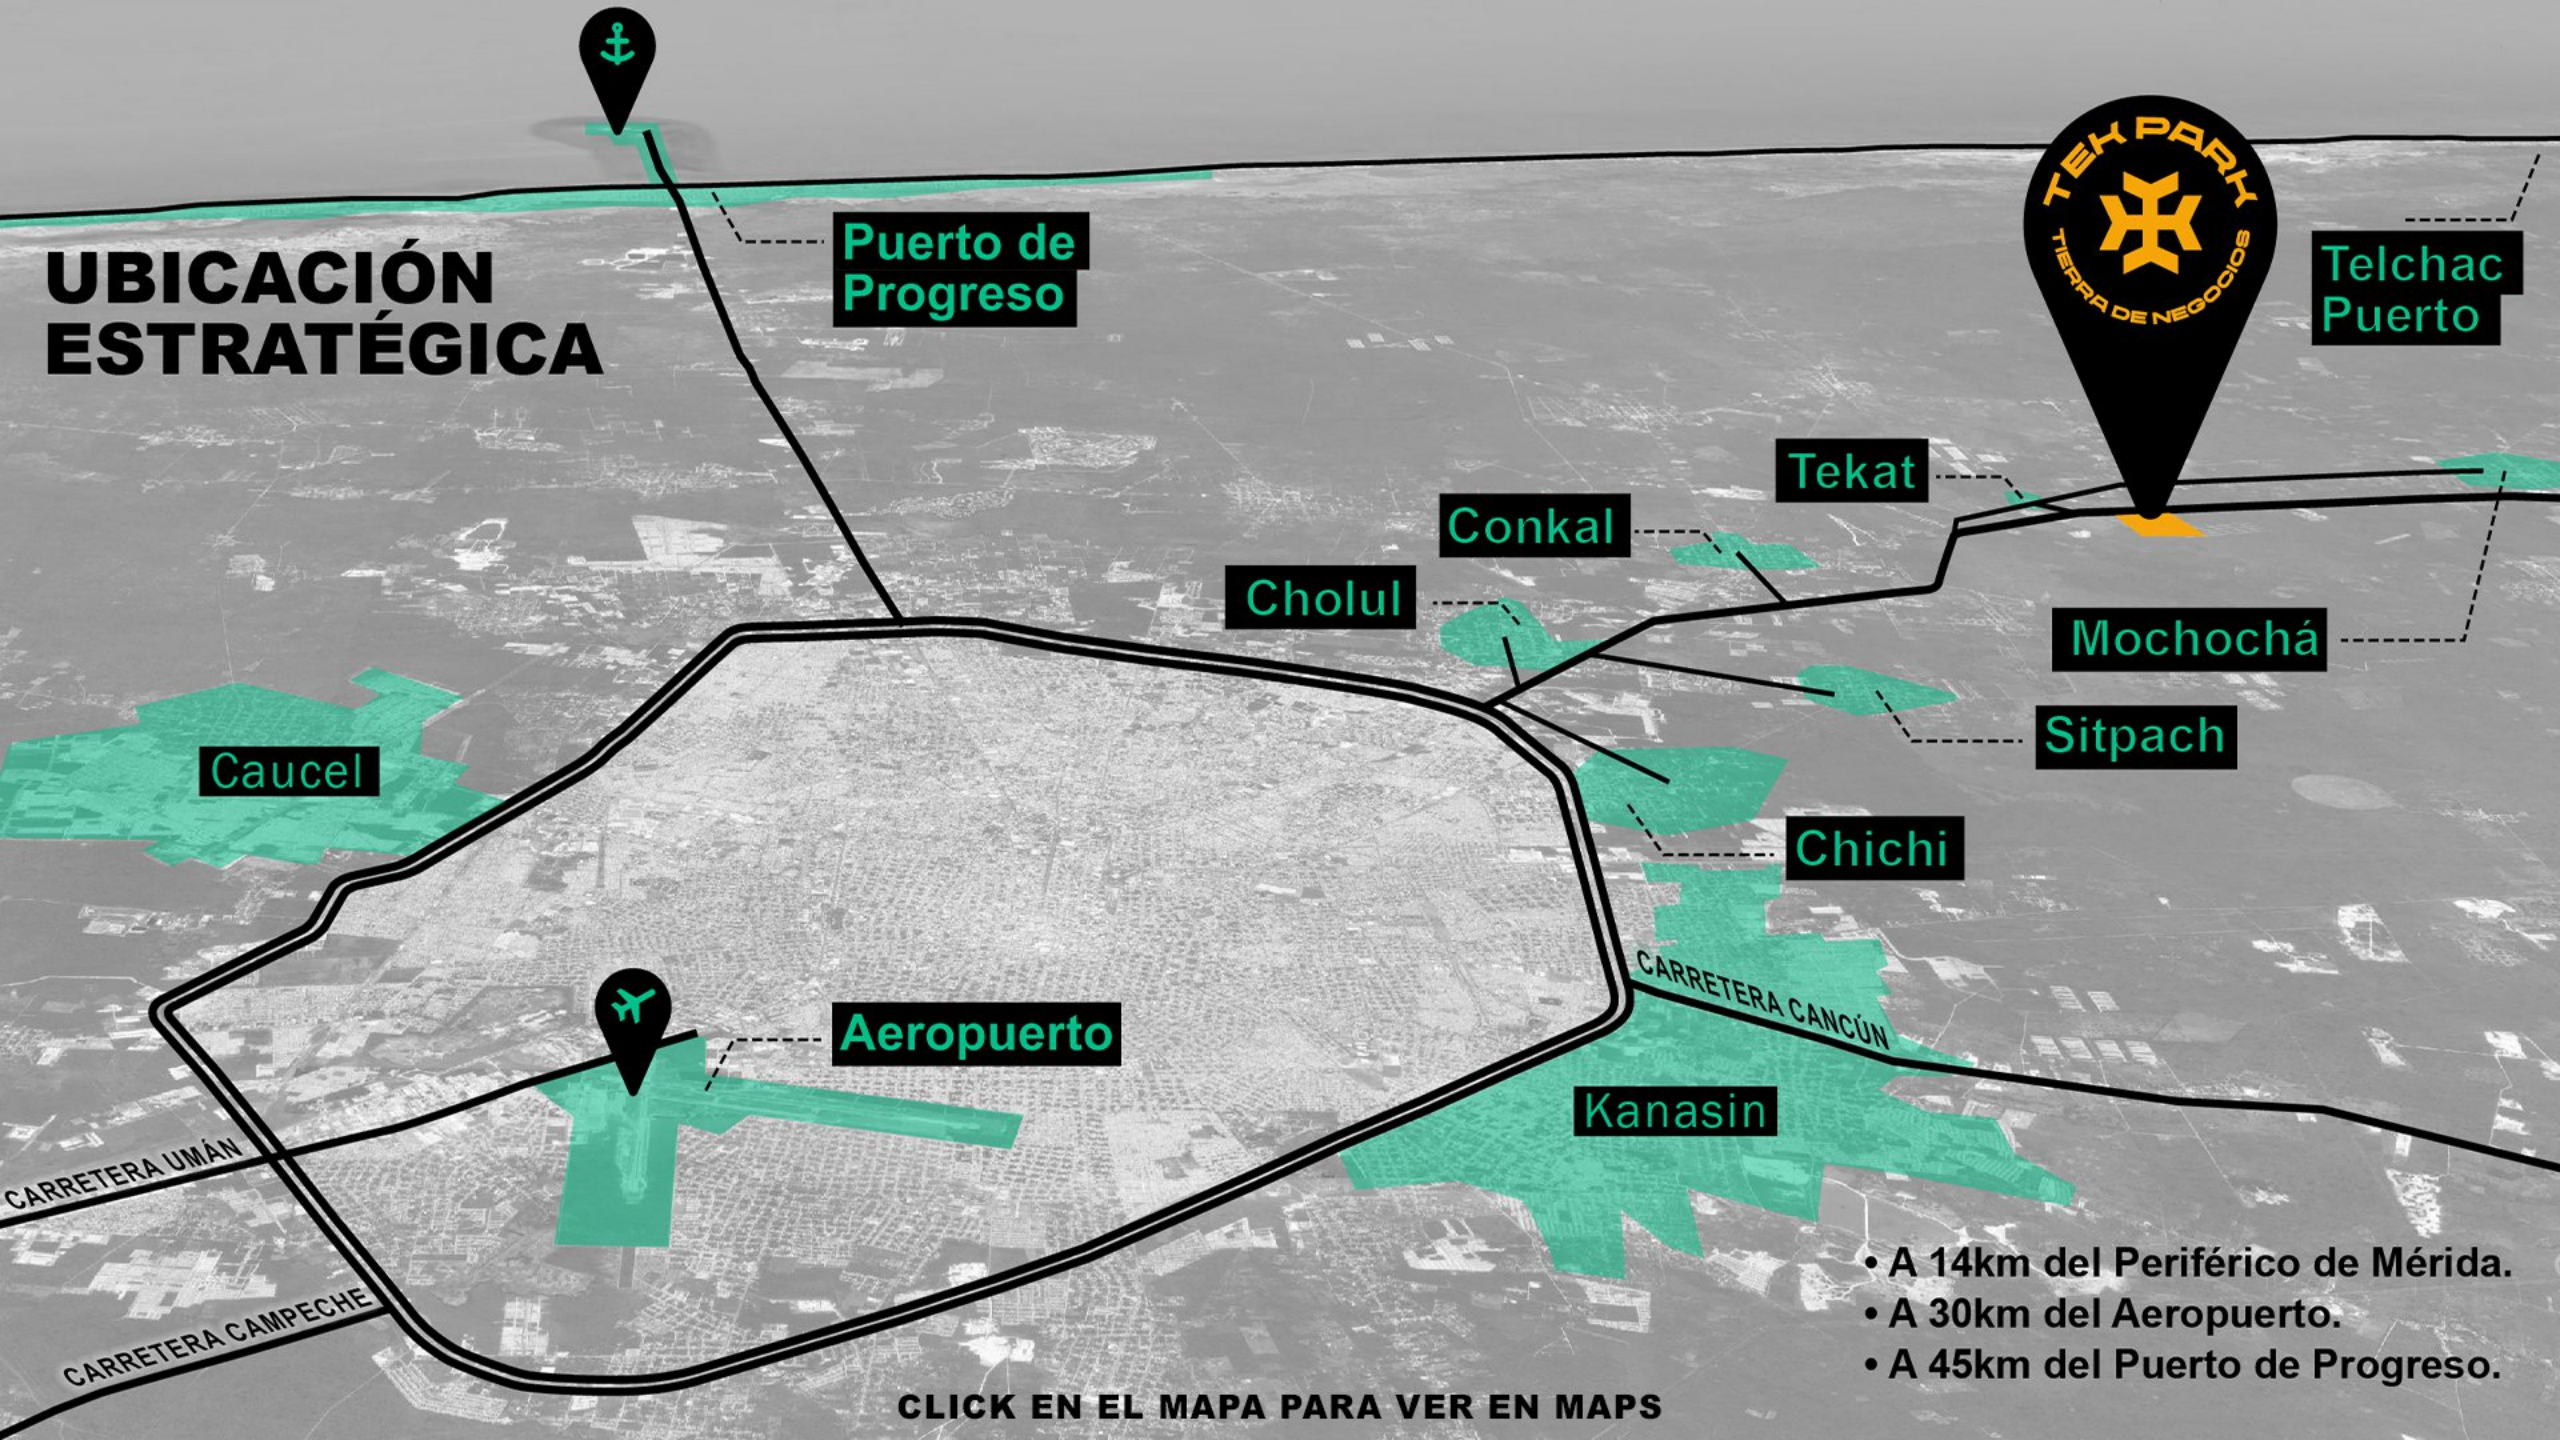 TEK PARK
TIERRA DE NEGOCIOS
Puerto de
Progreso
Telchac
Puerto
UBICACIÓN
ESTRATÉGICA
Tekat
Conkal
Cholul
Mochochá
Sitpach
Caucel
Chichi
CARRETERA CANCÚN
Aeropuerto
Kanasin
CARRETERA UMÁN
CARRETERA CAMPECHE
• A 14km del Periférico de Mérida.
• A 30km del Aeropuerto.
• A 45km del Puerto de Progreso.
CLICK EN EL MAPA PARA VER EN MAPS